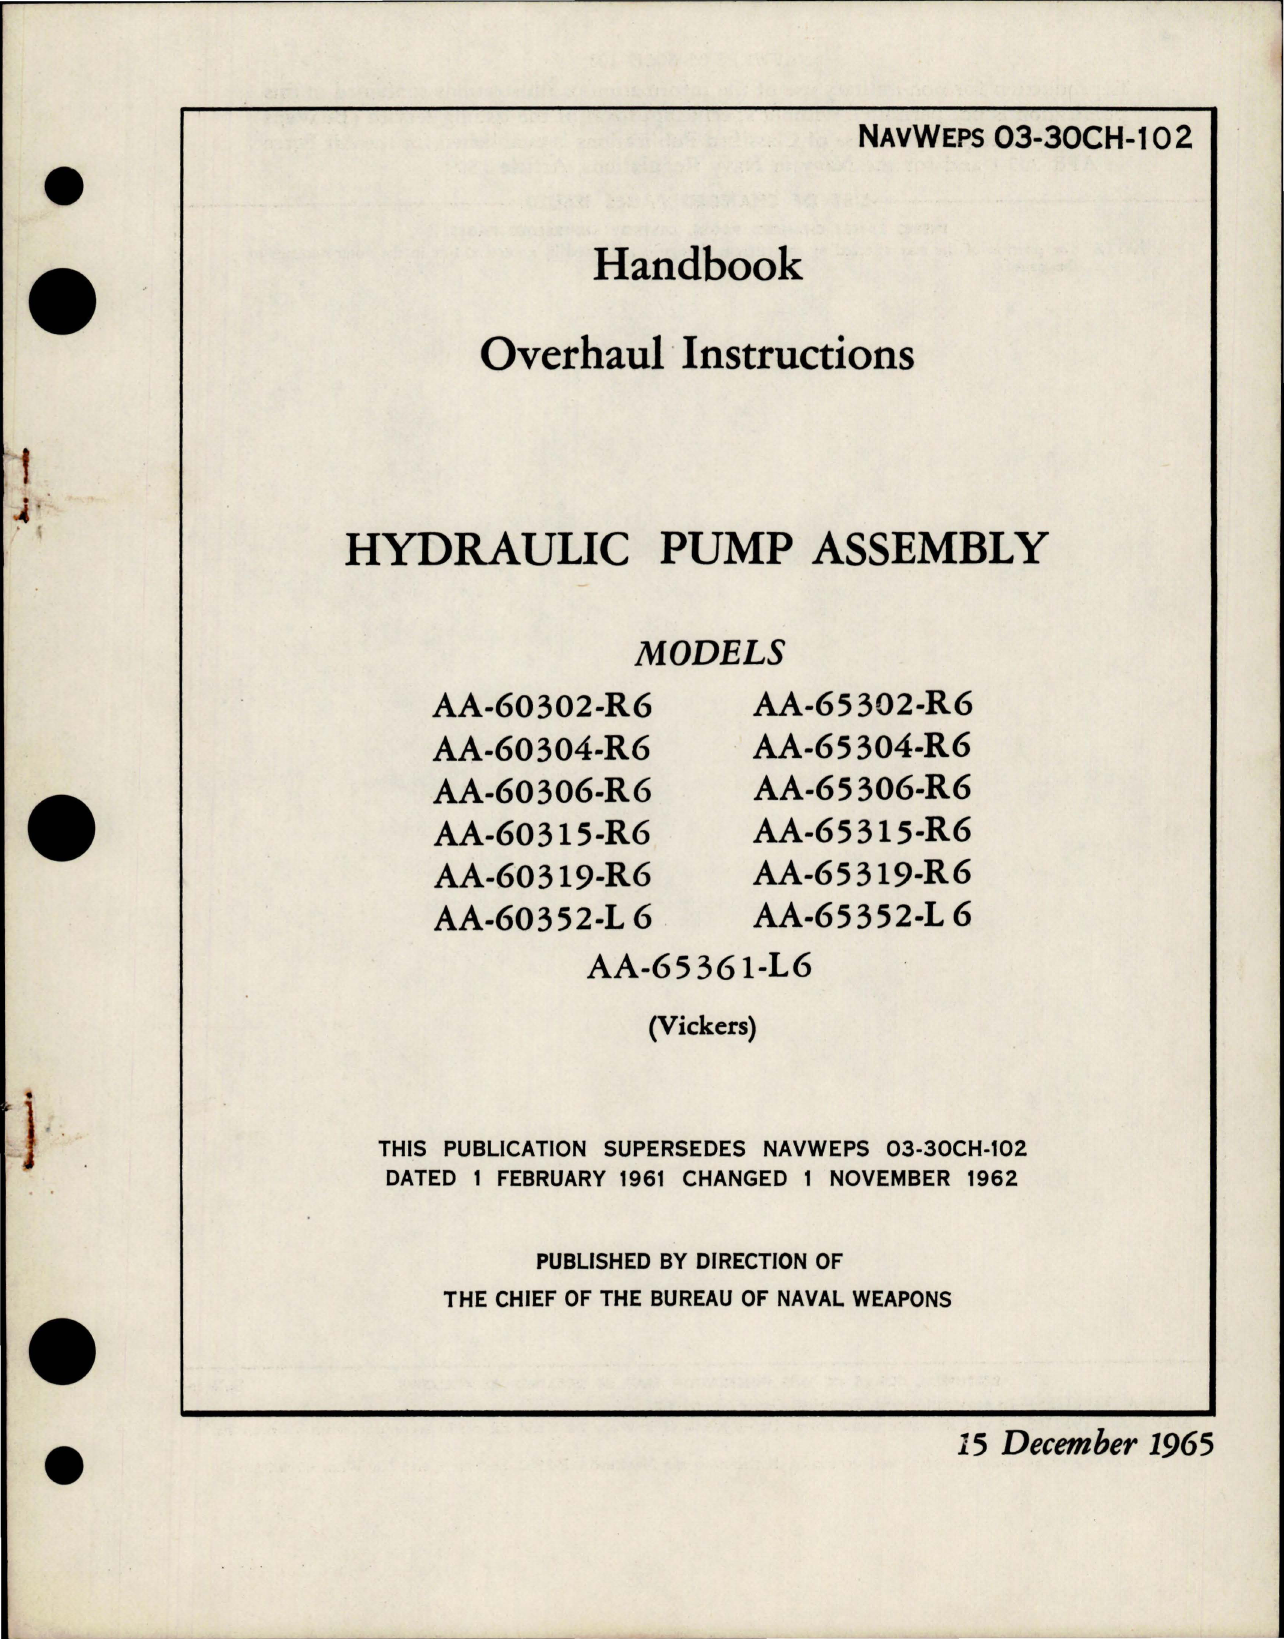 NAVWEPS 03-30CH-102
Handbook
Overhaul Instructions
HYDRAULIC PUMP ASSEMBLY
MODELS
AA-60302-R6 AA-65302-R6
AA-60304-R6 AA-65304-R6
AA-60306-R6 AA-65306-R6
AA-60315-R6 AA-65315-R6
AA-60319-R6 AA-65319-R6
AA-60352-L6 AA-65352-L6
AA-65361-L6
(Vickers)
THIS PUBLICATION SUPERSEDES NAVWEPS 03-30CH-102
DATED 1 FEBRUARY 1961 CHANGED 1 NOVEMBER 1962
PUBLISHED BY DIRECTION OF
THE CHIEF OF THE BUREAU OF NAVAL WEAPONS
15 December 1965